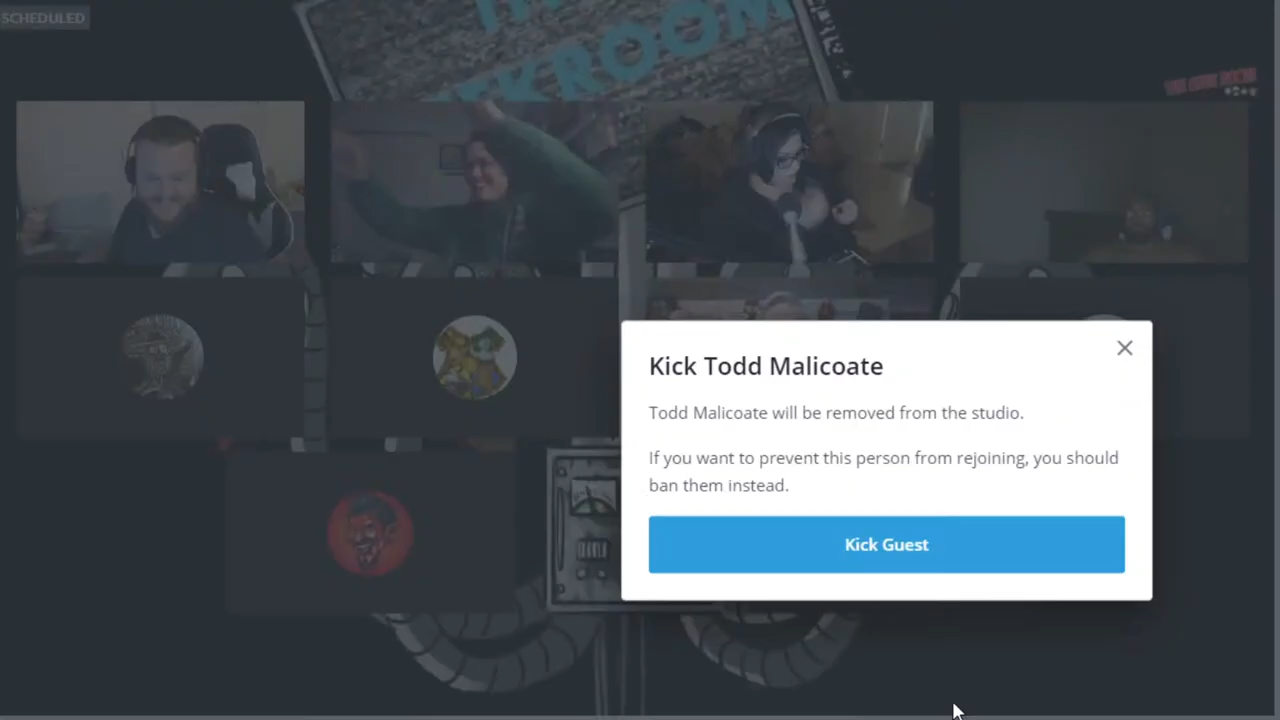 SCHEDULED
KROOM
Kick Todd Malicoate
Todd Malicoate will be removed from the studio.
If you want to prevent this person from rejoining, you should
ban them instead.
Kick Guest